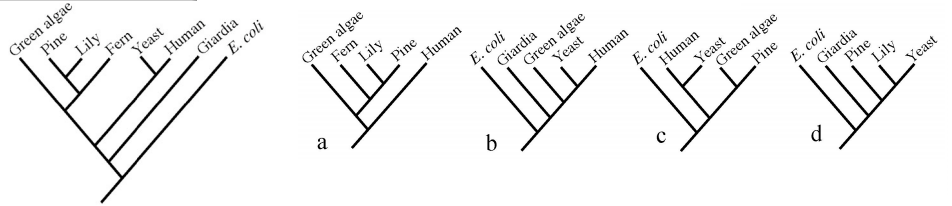 Green algae
Pine
Lily
Fern
Yeast
Human
Giardia
E. coli
Green algae
Fern
Lily
Pine
Human
a
E. coli
Giardia
Green algae
Yeast
Human
b
E. coli
Human
Yeast
Green algae
Pine
c
E. coli
Giardia
Pine
Lily
Yeast
d